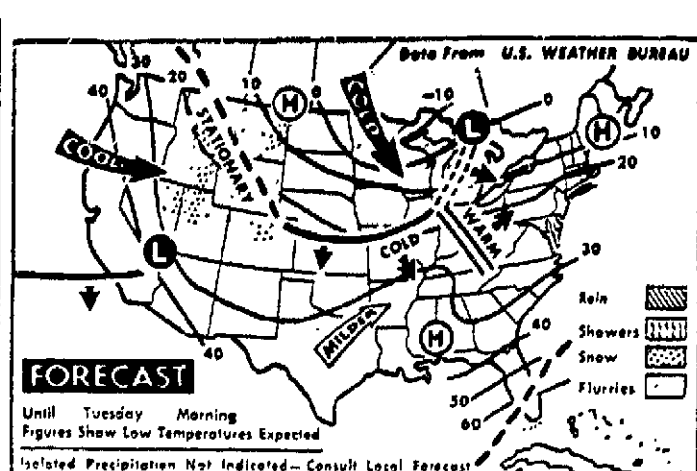 Data From U.S. WEATHER BUREAU
30
40
20
10
0
-10
0
H
COLD
L
H
10
20
STATIONARY
COOL
WARM
COLD
L
30
MILDER
H
40
40
50
60
Rain
Showers
Snow
Flurries
FORECAST
Until Tuesday Morning
Figures Show Low Temperatures Expected
Isolated Precipitation Not Indicated— Consult Local Forecast